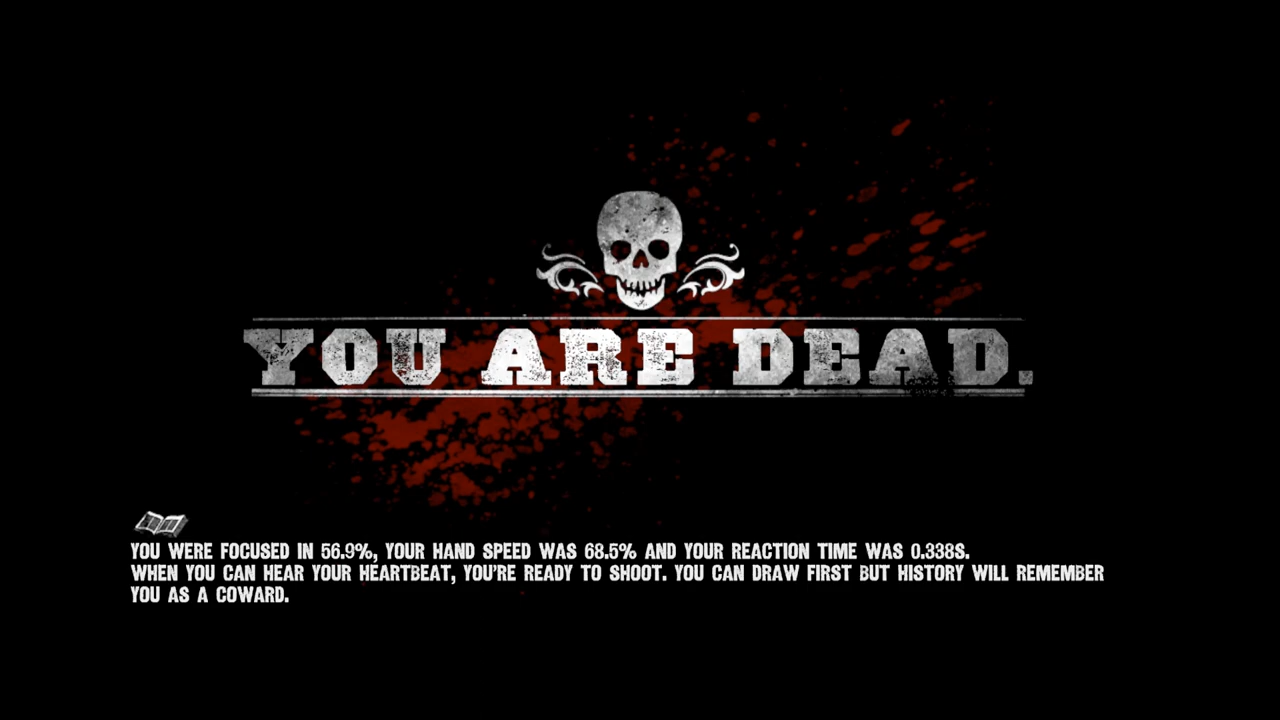 YOU ARE DEAD.
YOU WERE FOCUSED IN 56.9%, YOUR HAND SPEED WAS 68.5% AND YOUR REACTION TIME WAS 0.338S.
WHEN YOU CAN HEAR YOUR HEARTBEAT, YOU'RE READY TO SHOOT. YOU CAN DRAW FIRST BUT HISTORY WILL REMEMBER
YOU AS A COWARD.